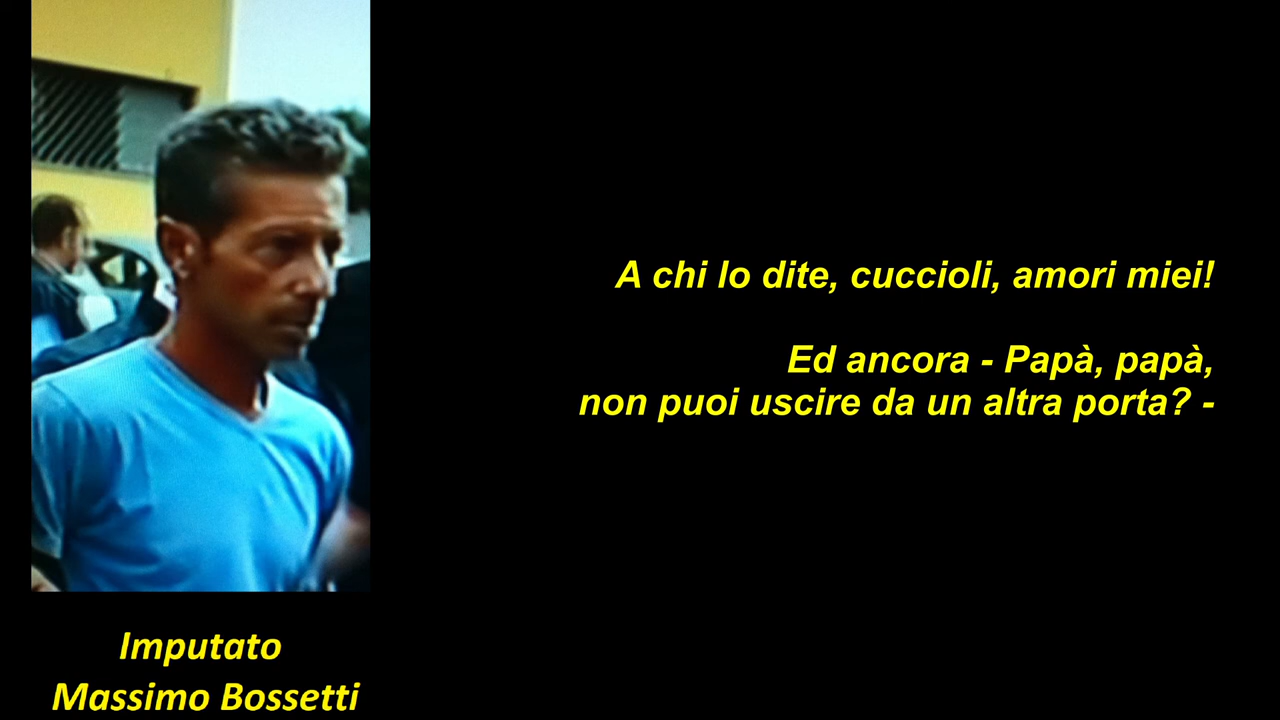 A chi lo dite, cuccioli, amori miei!
Ed ancora - Papà, papà,
non puoi uscire da un altra porta? -
Imputato
Massimo Bossetti